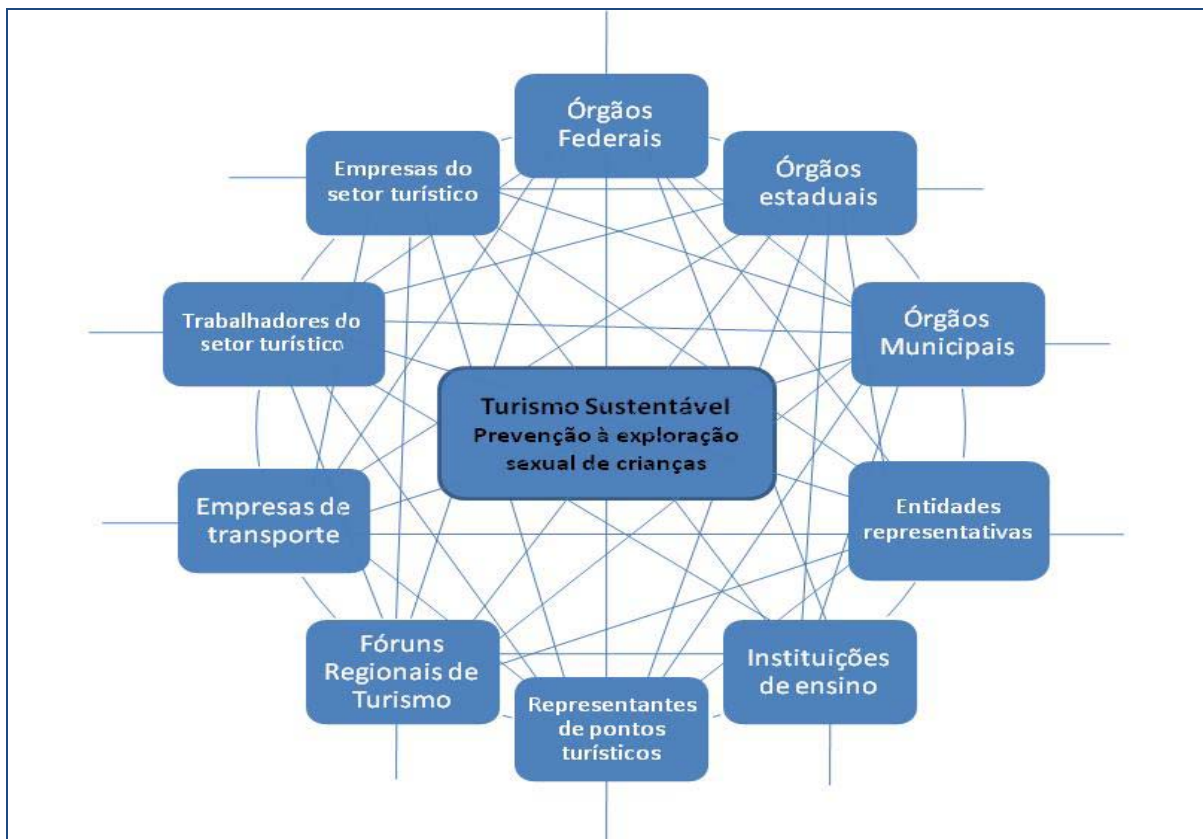 Órgãos
Federais
Órgãos
estaduais
Órgãos
Municipais
Entidades
representativas
Instituições
de ensino
Representantes
de pontos
turísticos
Fóruns
Regionais de
Turismo
Empresas de
transporte
Trabalhadores do
setor turístico
Empresas do
setor turístico
Turismo Sustentável
Prevenção à exploração
sexual de crianças